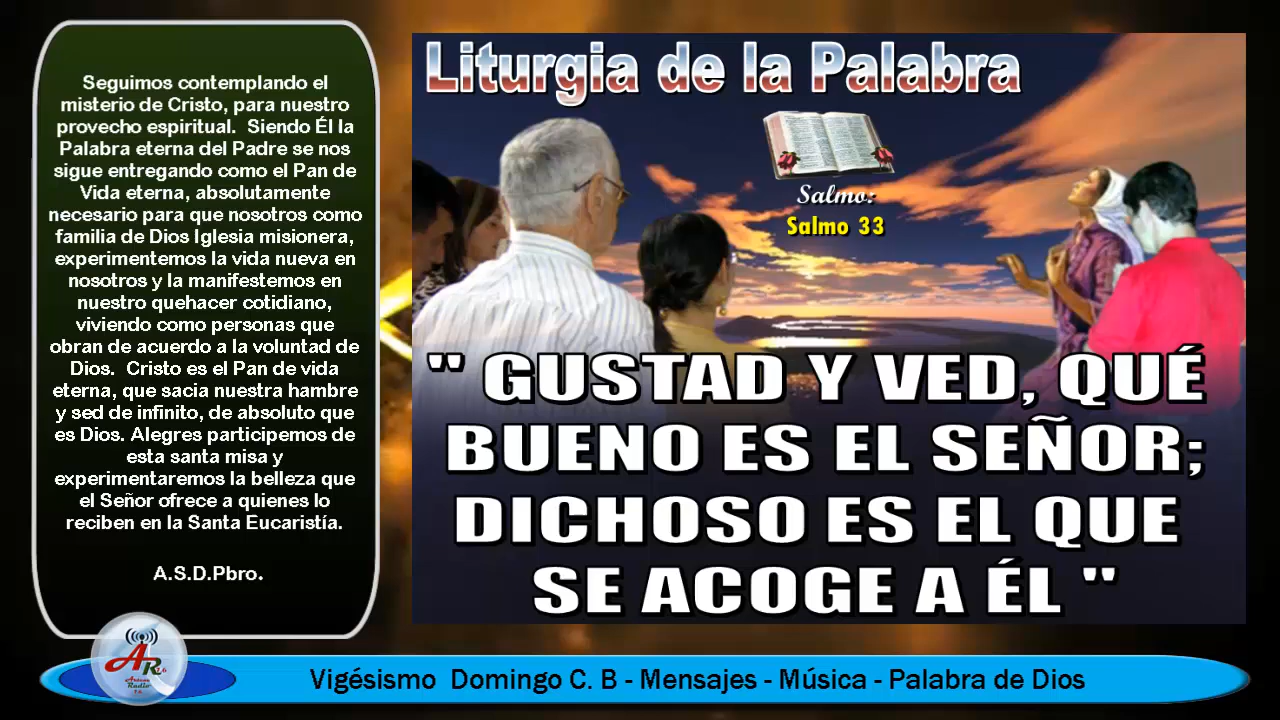 Seguimos contemplando el
misterio de Cristo, para nuestro
provecho espiritual.  Siendo Él la
Palabra eterna del Padre se nos
sigue entregando como el Pan de
Vida eterna, absolutamente
necesario para que nosotros como
familia de Dios Iglesia misionera,
experimentemos la vida nueva en
nosotros y la manifestemos en
nuestro quehacer cotidiano,
viviendo como personas que
obran de acuerdo a la voluntad de
Dios.  Cristo es el Pan de vida
eterna, que sacia nuestra hambre
y sed de infinito, de absoluto que
es Dios. Alegres participemos de
esta santa misa y
experimentaremos la belleza que
el Señor ofrece a quienes lo
reciben en la Santa Eucaristía.
A.S.D.Pbro.
Liturgia de la Palabra
Salmo:
Salmo 33
" GUSTAD Y VED, QUÉ
BUENO ES EL SEÑOR;
DICHOSO ES EL QUE
SE ACOGE A ÉL "
AR
Radio
Vigésismo  Domingo C. B - Mensajes - Música - Palabra de Dios